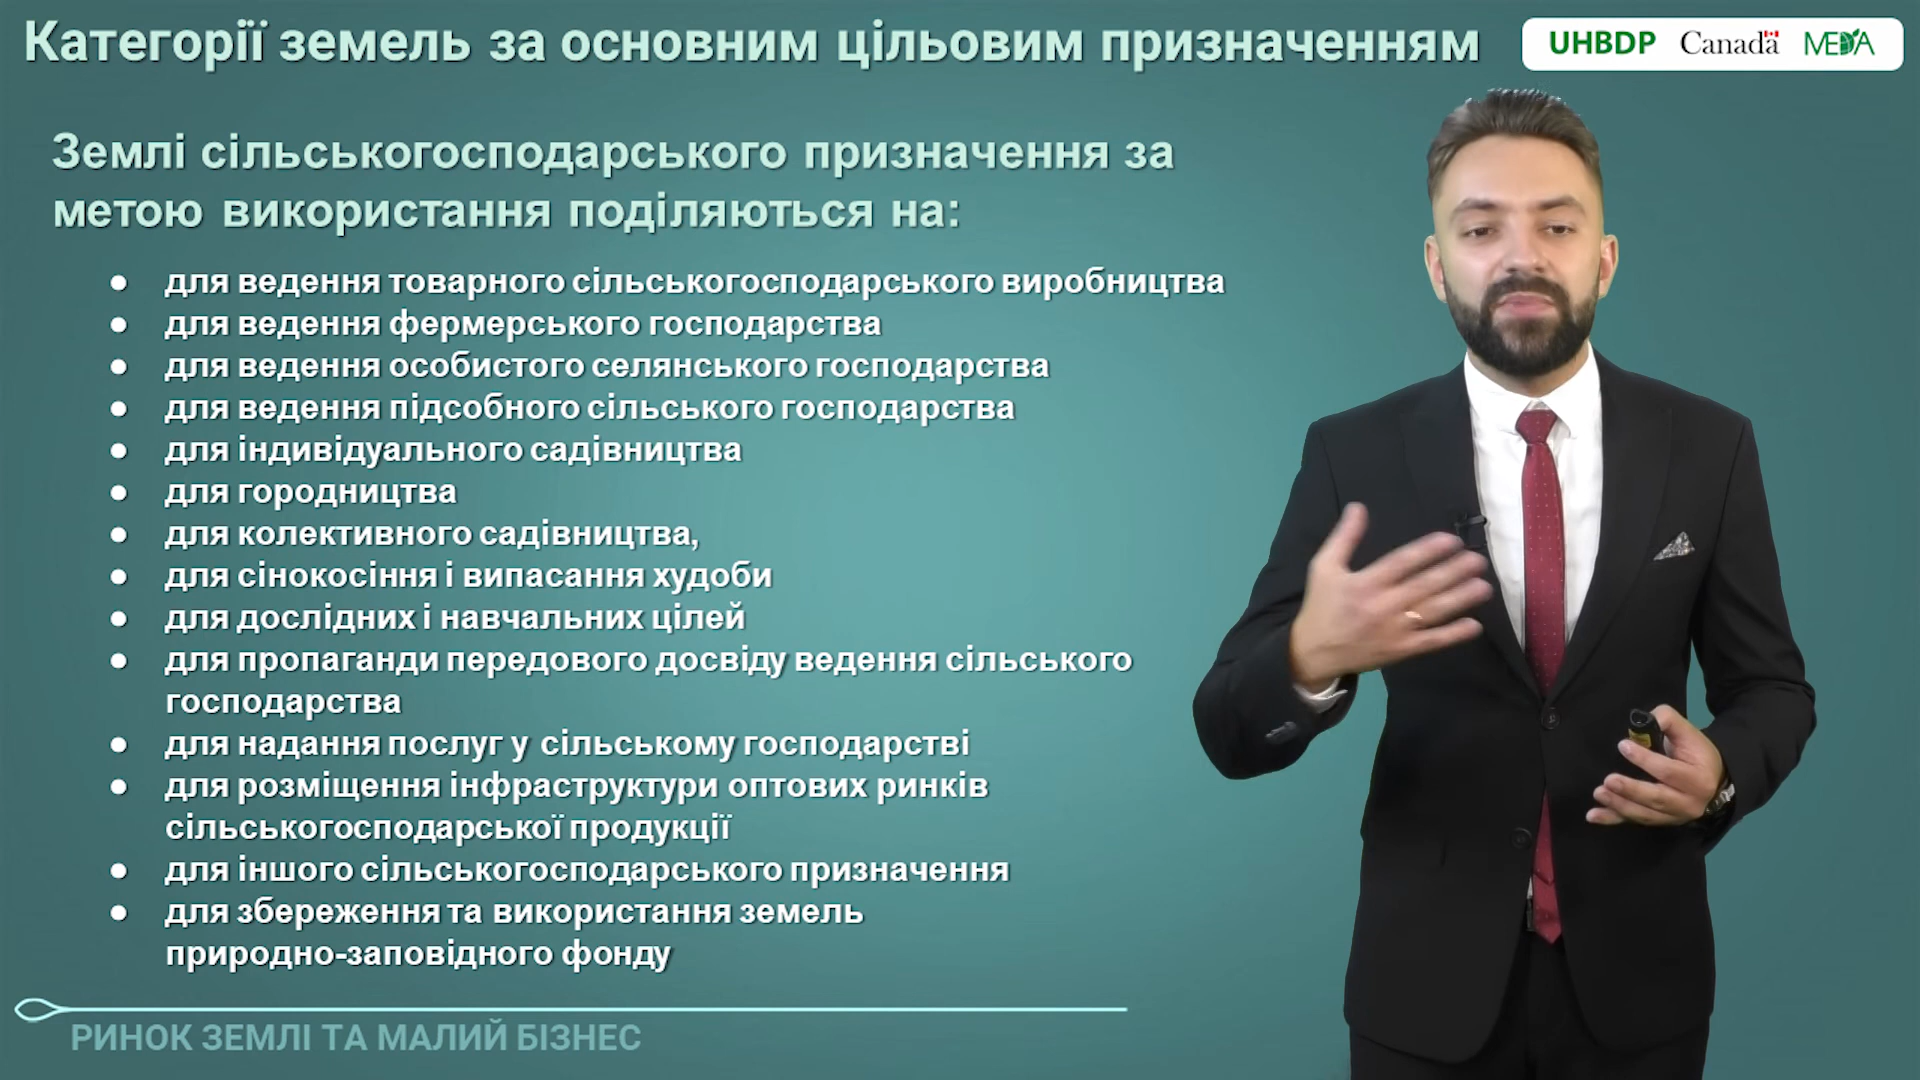 Категорії земель за основним цільовим призначенням
UHBDP Canada MEDA
Землі сільськогосподарського призначення за
метою використання поділяються на:
● для ведення товарного сільськогосподарського виробництва
● для ведення фермерського господарства
● для ведення особистого селянського господарства
● для ведення підсобного сільського господарства
● для індивідуального садівництва
● для городництва
● для колективного садівництва,
● для сінокосіння і випасання худоби
● для дослідних і навчальних цілей
● для пропаганди передового досвіду ведення сільського
господарства
● для надання послуг у сільському господарстві
● для розміщення інфраструктури оптових ринків
сільськогосподарської продукції
● для іншого сільськогосподарського призначення
● для збереження та використання земель
природно-заповідного фонду
РИНОК ЗЕМЛІ ТА МАЛИЙ БІЗНЕС